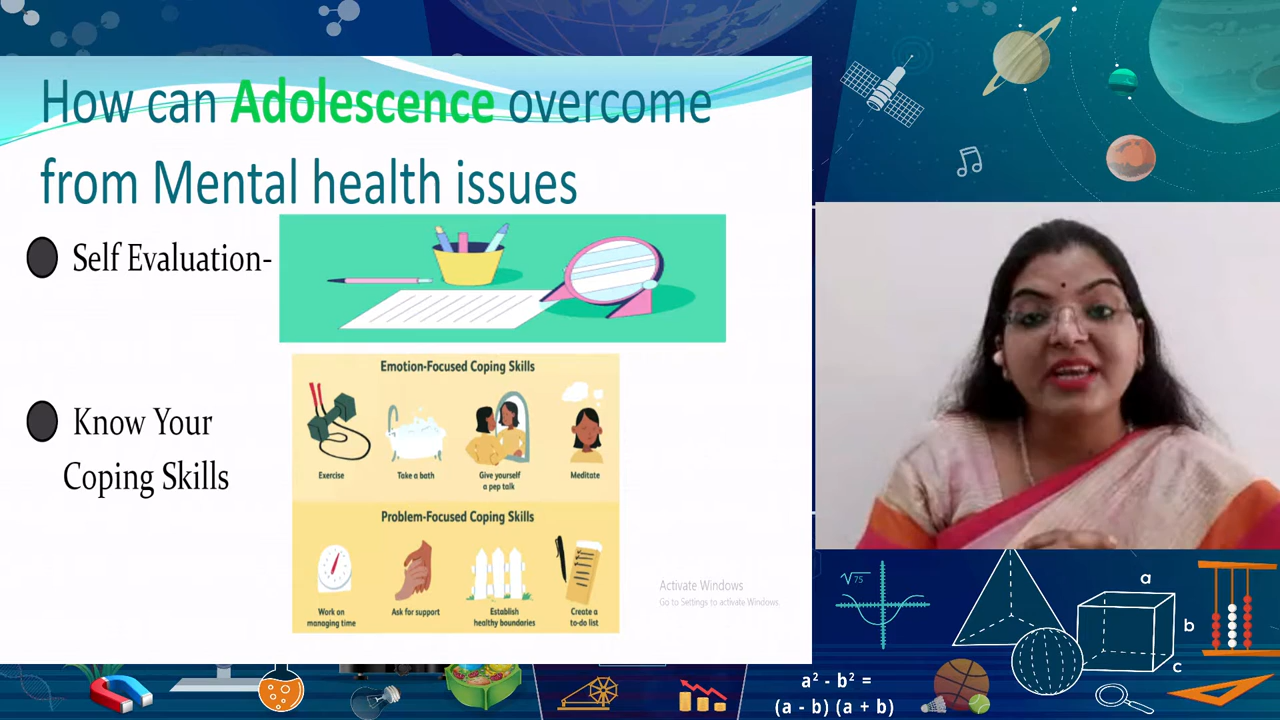 How can Adolescence overcome
from Mental health issues
Self Evaluation-
Know Your
Coping Skills
Emotion-Focused Coping Skills
Exercise
Take a bath
Give yourself
a pep talk
Meditate
Problem-Focused Coping Skills
Work on
managing time
Ask for support
Establish
healthy boundaries
Create a
to-do list
Activate Windows
Go to Settings to activate Windows.
√75
a
b
c
a² - b² =
(a - b) (a + b)